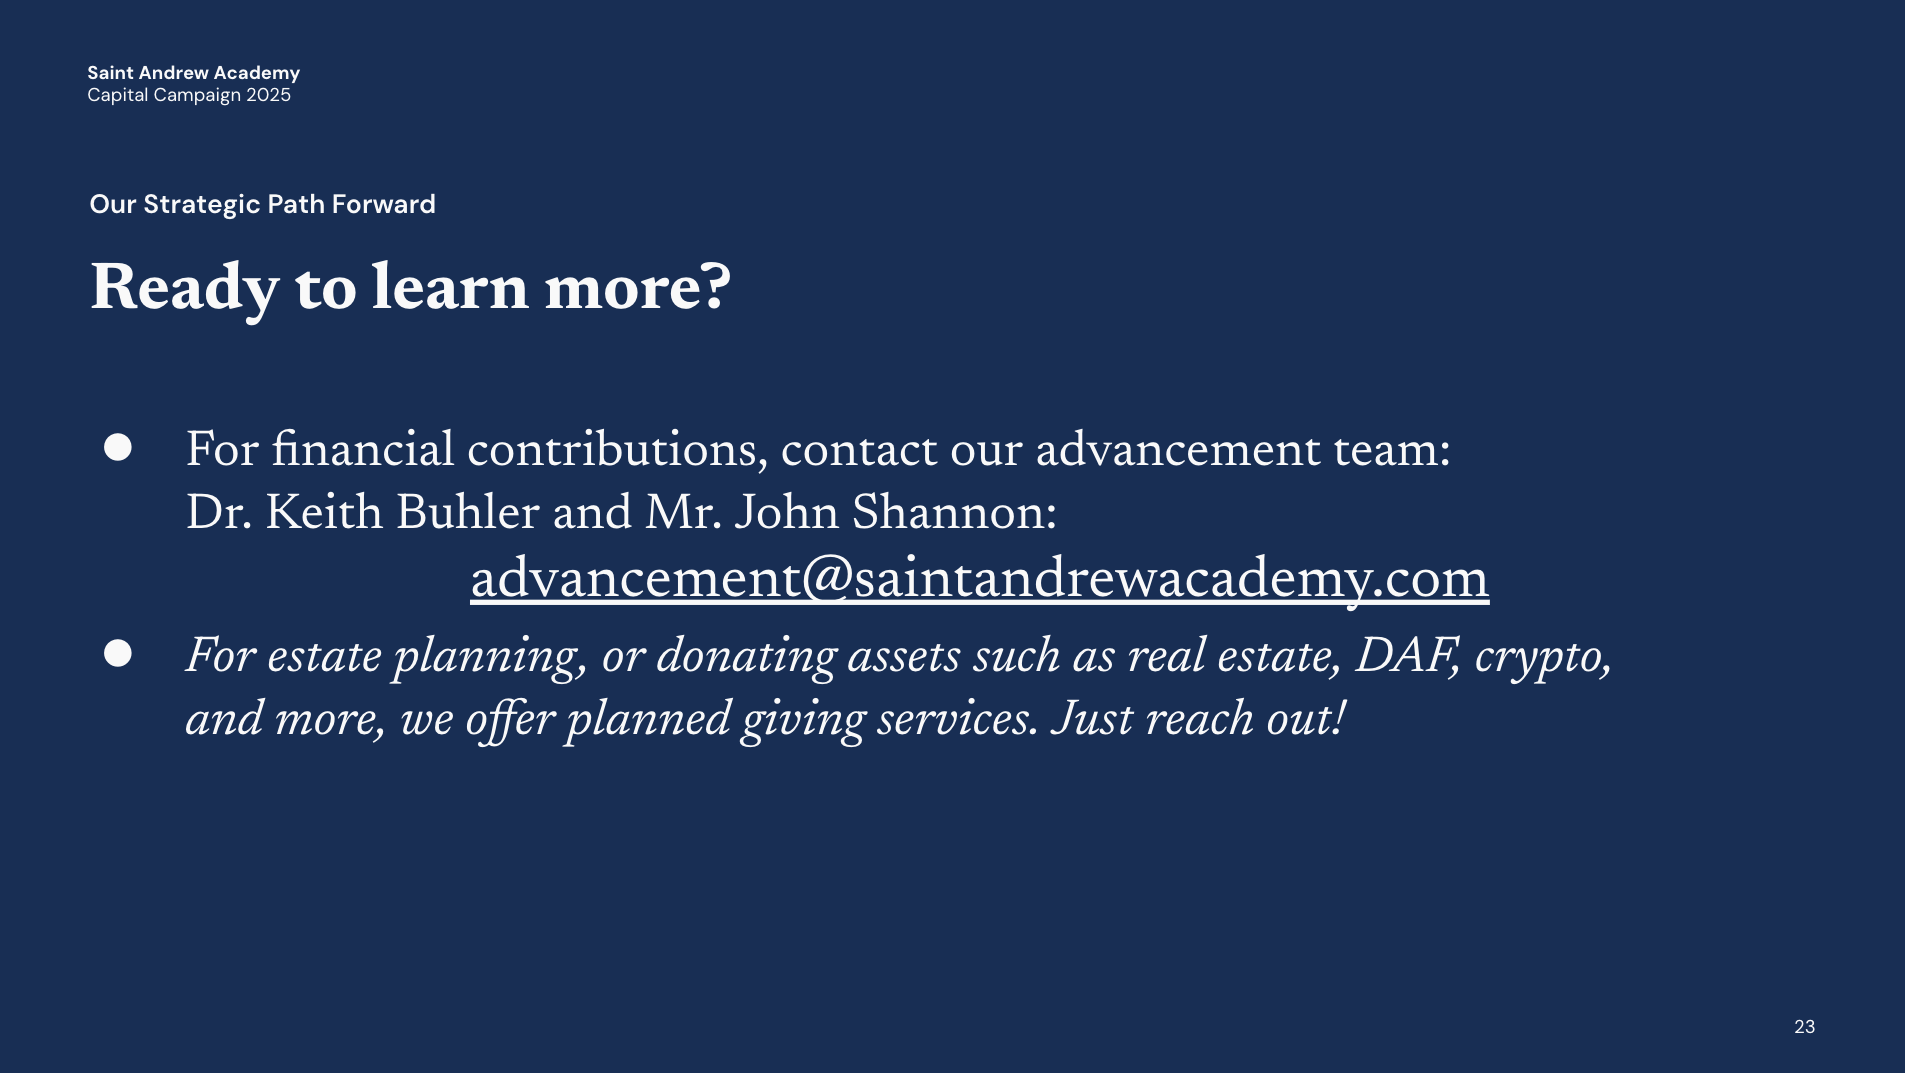 Saint Andrew Academy
Capital Campaign 2025
Our Strategic Path Forward
Ready to learn more?
● For financial contributions, contact our advancement team:
Dr. Keith Buhler and Mr. John Shannon:
advancement@saintandrewacademy.com
● For estate planning, or donating assets such as real estate, DAF, crypto,
and more, we offer planned giving services. Just reach out!
23